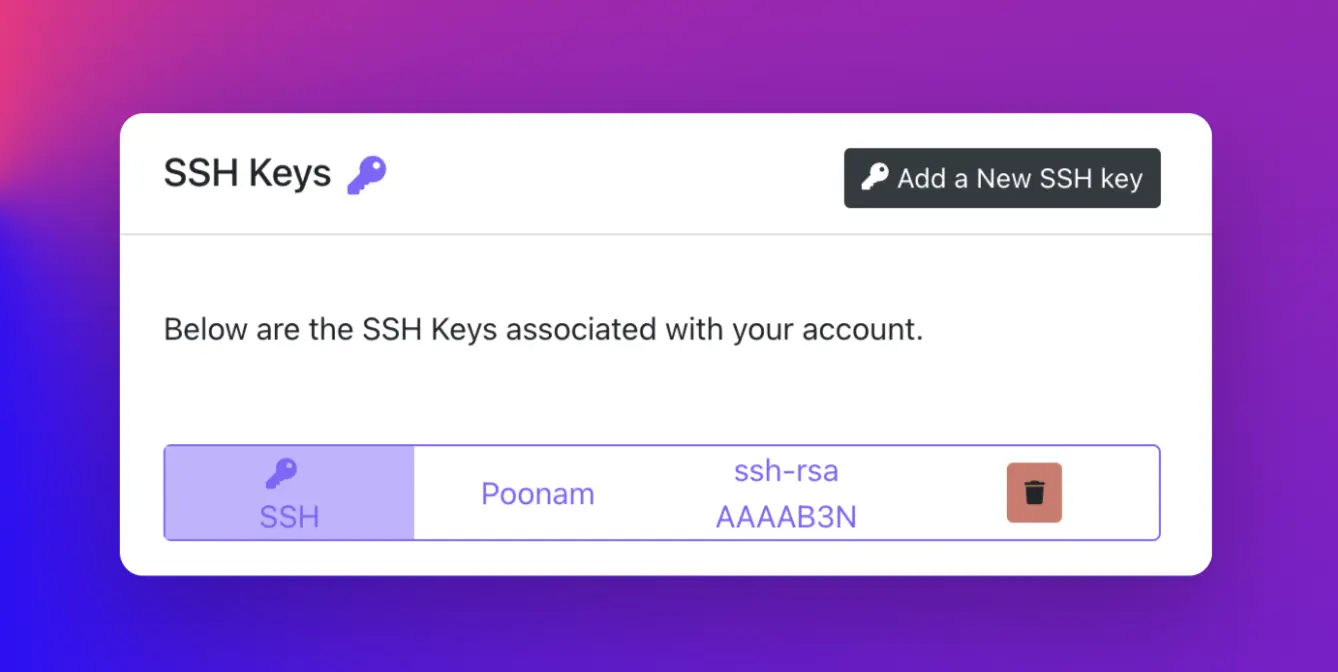 SSH Keys
Add a New SSH key
Below are the SSH Keys associated with your account.
SSH
Poonam
ssh-rsa
AAAAB3N